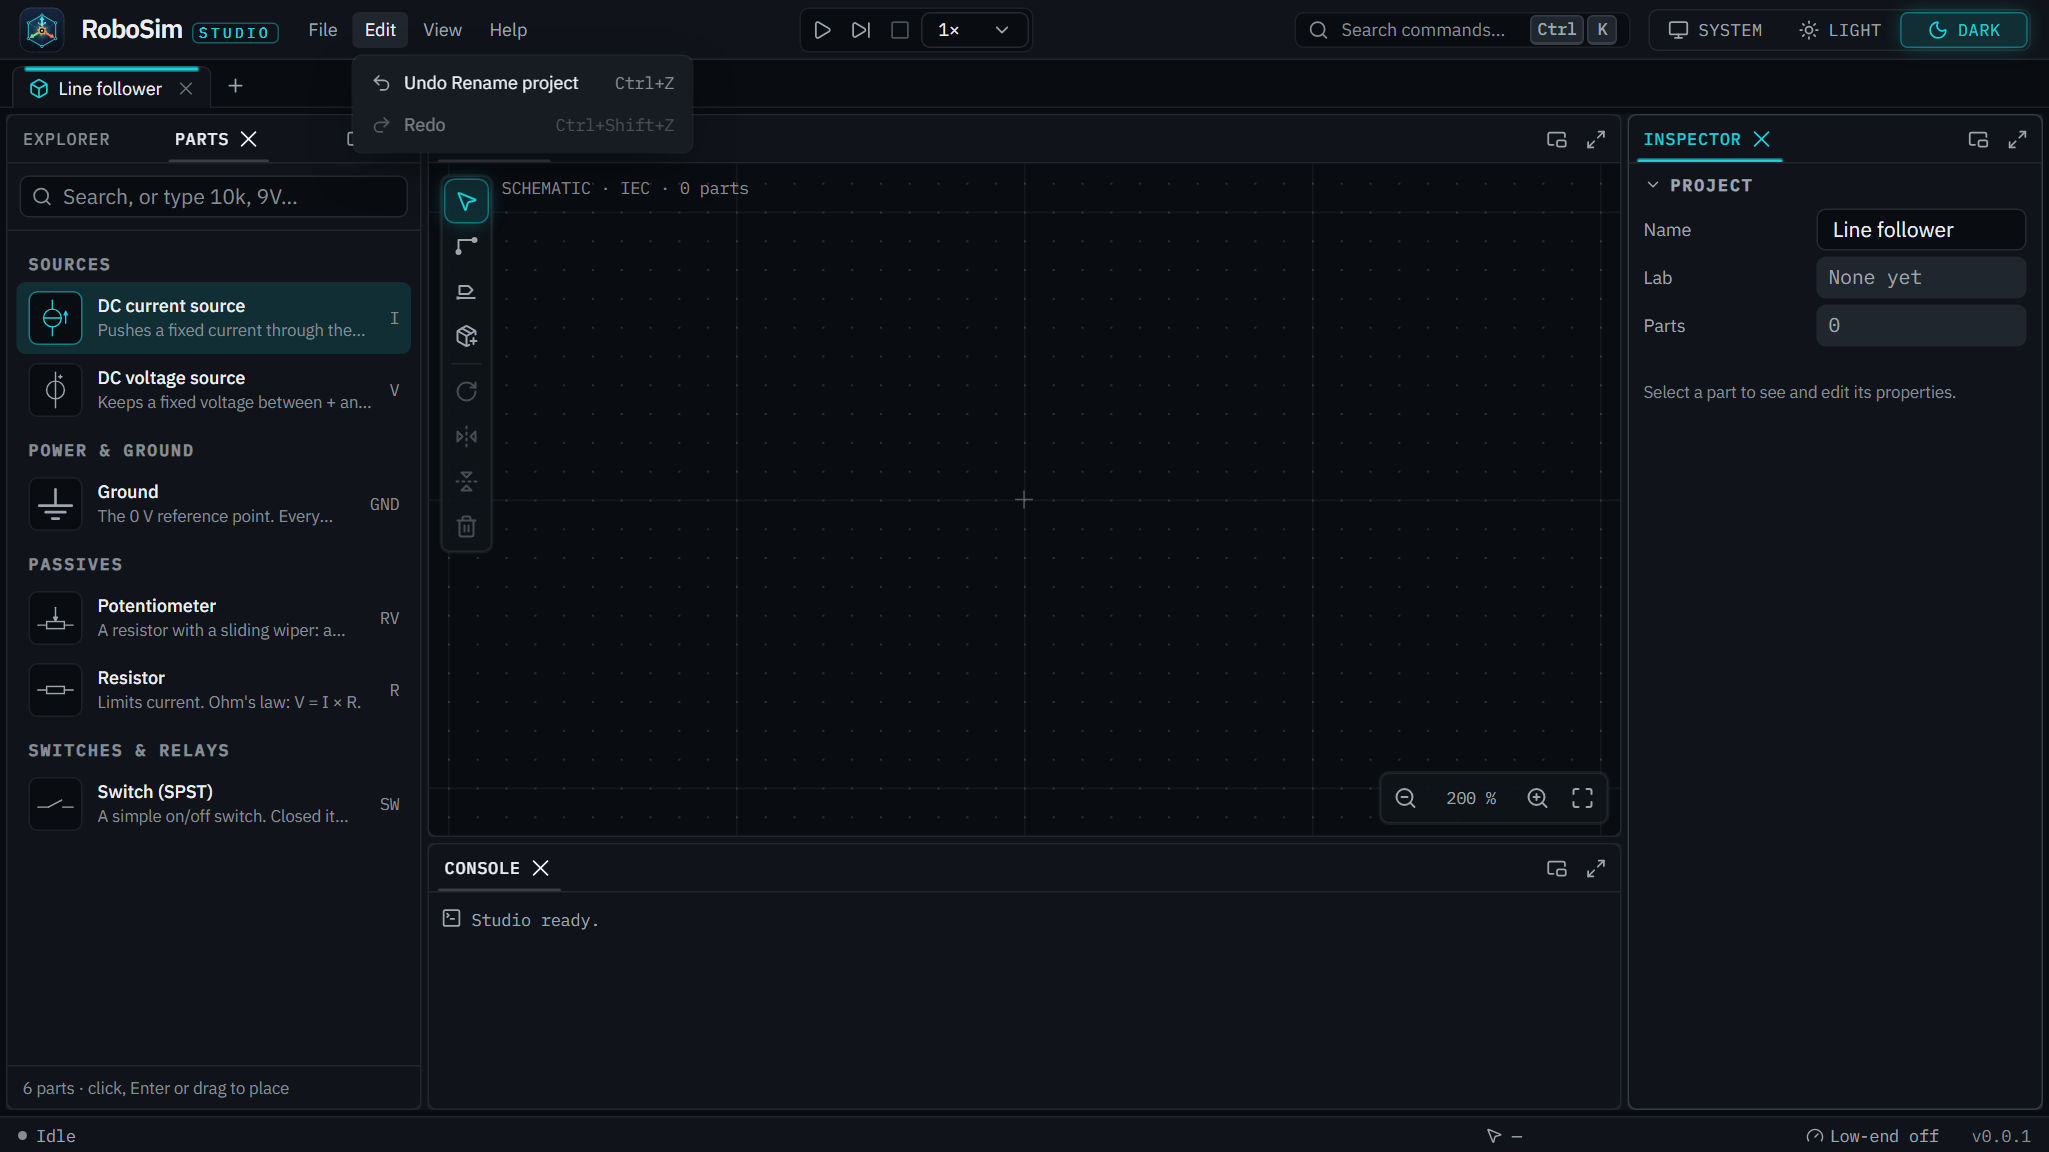 RoboSim STUDIO File Edit View Help 1× Search commands... Ctrl K SYSTEM LIGHT DARK
Line follower
Undo Rename project Ctrl+Z
Redo Ctrl+Shift+Z
EXPLORER PARTS
Search, or type 10k, 9V...
SOURCES
DC current source
Pushes a fixed current through the...
I
DC voltage source
Keeps a fixed voltage between + an...
V
POWER & GROUND
Ground
The 0 V reference point. Every...
GND
PASSIVES
Potentiometer
A resistor with a sliding wiper: a...
RV
Resistor
Limits current. Ohm's law: V = I × R.
R
SWITCHES & RELAYS
Switch (SPST)
A simple on/off switch. Closed it...
SW
6 parts · click, Enter or drag to place
SCHEMATIC · IEC · 0 parts
200 %
CONSOLE
Studio ready.
INSPECTOR
PROJECT
Name Line follower
Lab None yet
Parts 0
Select a part to see and edit its properties.
Idle — Low-end off v0.0.1